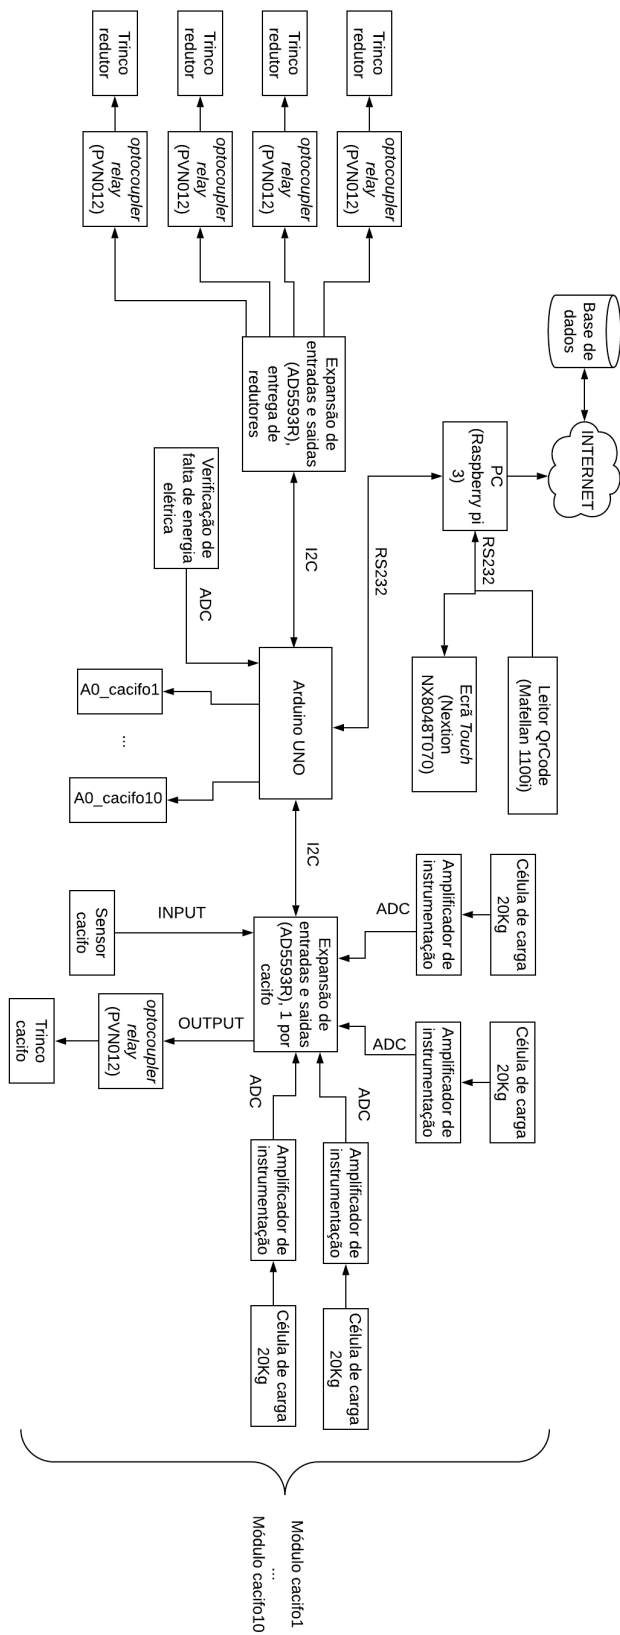 Base de
dados
INTERNET
PC
(Raspberry pi
3)
RS232
Leitor QrCode
(Mafellan 1100i)
Ecrã Touch
(Nextion
NX8048T070)
RS232
Célula de carga
20Kg
Célula de carga
20Kg
Amplificador de
instrumentação
Amplificador de
instrumentação
ADC
ADC
Trinco
redutor
optocoupler
relay
(PVN012)
Trinco
redutor
optocoupler
relay
(PVN012)
Trinco
redutor
optocoupler
relay
(PVN012)
Trinco
redutor
optocoupler
relay
(PVN012)
Expansão de
entradas e saidas
(AD5593R),
entrega de
redutores
I2C
Arduino UNO
I2C
Expansão de
entradas e saidas
(AD5593R), 1 por
cacifo
ADC
Amplificador de
instrumentação
Célula de carga
20Kg
ADC
Amplificador de
instrumentação
Célula de carga
20Kg
Verificação de
falta de energia
elétrica
ADC
A0_cacifo1
...
A0_cacifo10
INPUT
Sensor
cacifo
OUTPUT
optocoupler
relay
(PVN012)
Trinco
cacifo
Módulo cacifo1
...
Módulo cacifo10